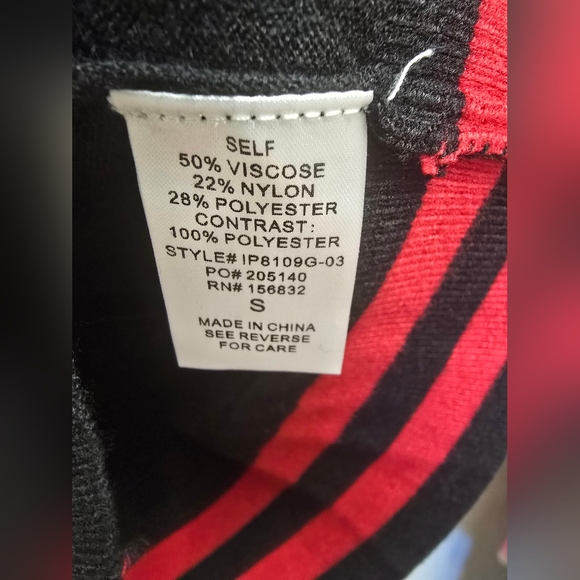 SELF
50% VISCOSE
22% NYLON
28% POLYESTER
CONTRAST:
100% POLYESTER
STYLE# IP8109G-03
PO# 205140
RN# 156832
S
MADE IN CHINA
SEE REVERSE
FOR CARE